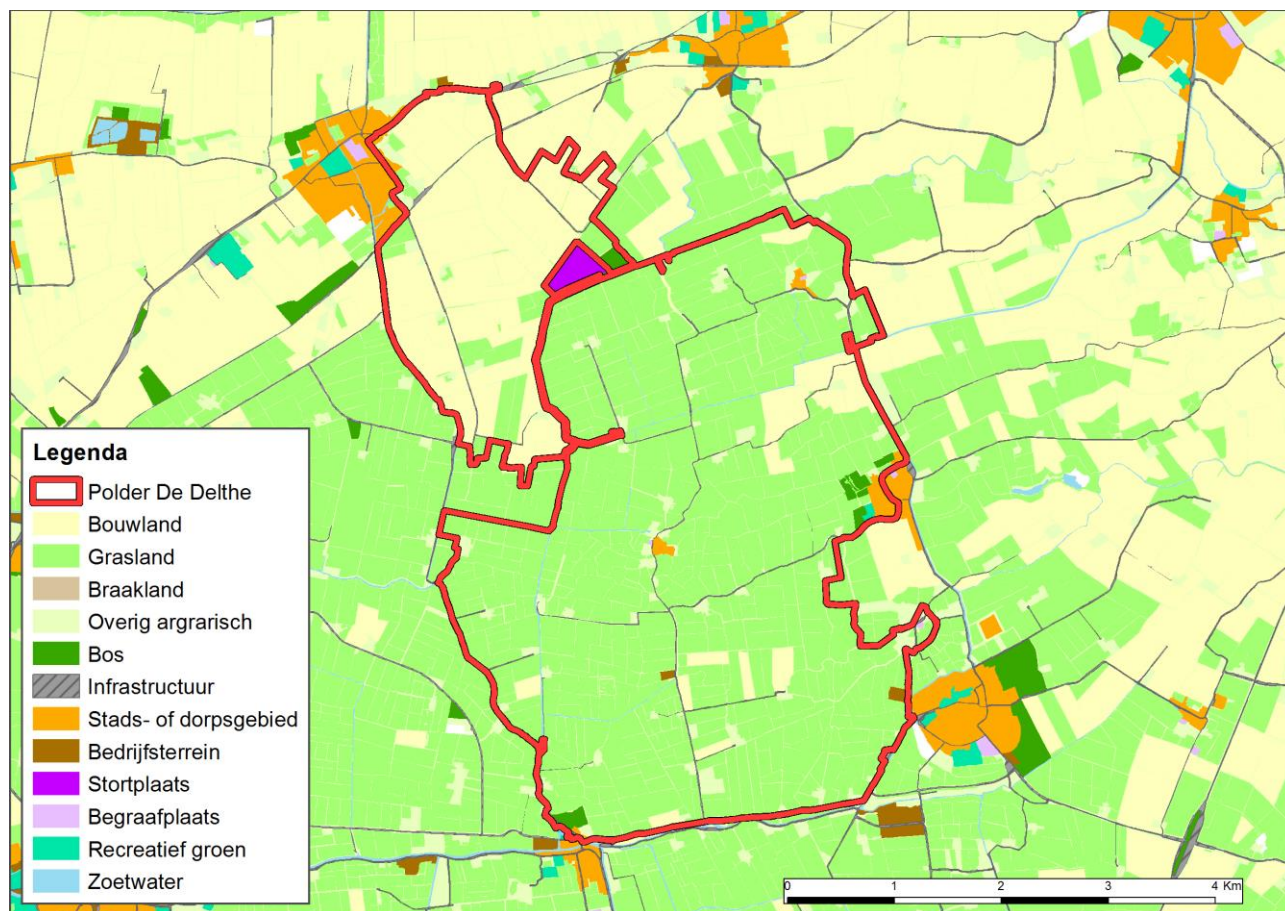 Legenda
Polder De Delthe
Bouwland
Grasland
Braakland
Overig argrarisch
Bos
Infrastructuur
Stads- of dorpsgebied
Bedrijfsterrein
Stortplaats
Begraafplaats
Recreatief groen
Zoetwater
0 1 2 3 4 Km